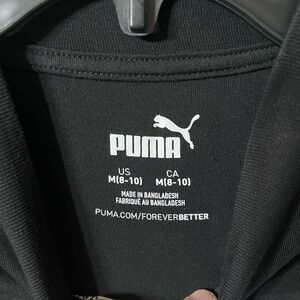 PUMA
US CA
M(8-10) M(8-10)
MADE IN BANGLADESH
FABRIQUÉ AU BANGLADESH
PUMA.COM/FOREVERBETTER